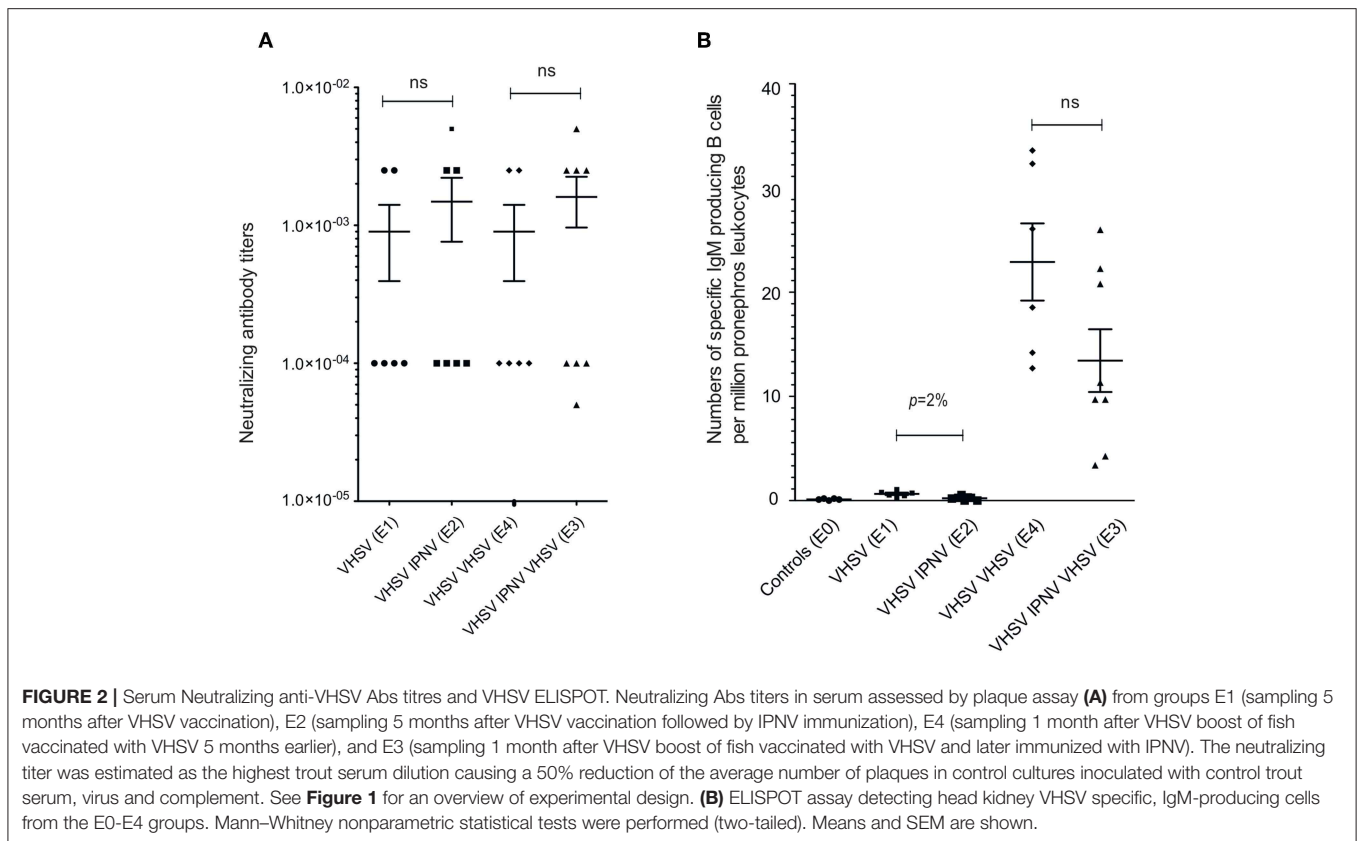 A
B
ns
ns
1.0×10-02
1.0×10-03
1.0×10-04
1.0×10-05
Neutralizing antibody titers
VHSV (E1)
VHSV IPNV (E2)
VHSV VHSV (E4)
VHSV IPNV VHSV (E3)
Numbers of specific IgM producing B cells
per million pronephros leukocytes
40
30
20
10
0
ns
p=2%
Controls (E0)
VHSV (E1)
VHSV IPNV (E2)
VHSV VHSV (E4)
VHSV IPNV VHSV (E3)
FIGURE 2 | Serum Neutralizing anti-VHSV Abs titres and VHSV ELISPOT. Neutralizing Abs titers in serum assessed by plaque assay (A) from groups E1 (sampling 5
months after VHSV vaccination), E2 (sampling 5 months after VHSV vaccination followed by IPNV immunization), E4 (sampling 1 month after VHSV boost of fish
vaccinated with VHSV 5 months earlier), and E3 (sampling 1 month after VHSV boost of fish vaccinated with VHSV and later immunized with IPNV). The neutralizing
titer was estimated as the highest trout serum dilution causing a 50% reduction of the average number of plaques in control cultures inoculated with control trout
serum, virus and complement. See Figure 1 for an overview of experimental design. (B) ELISPOT assay detecting head kidney VHSV specific, IgM-producing cells
from the E0-E4 groups. Mann–Whitney nonparametric statistical tests were performed (two-tailed). Means and SEM are shown.